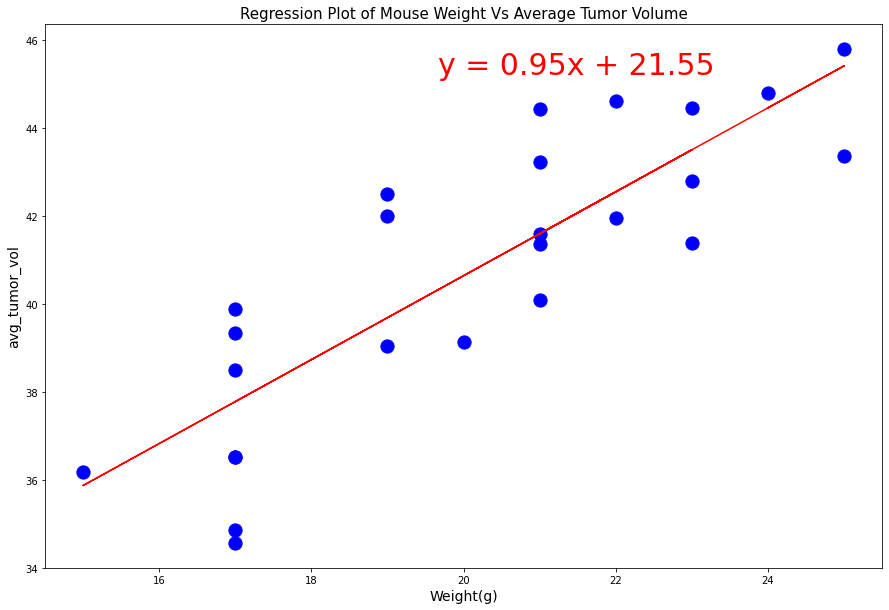 Regression Plot of Mouse Weight Vs Average Tumor Volume
y = 0.95x + 21.55
46
44
42
40
38
36
34
avg_tumor_vol
16 18 20 22 24
Weight(g)